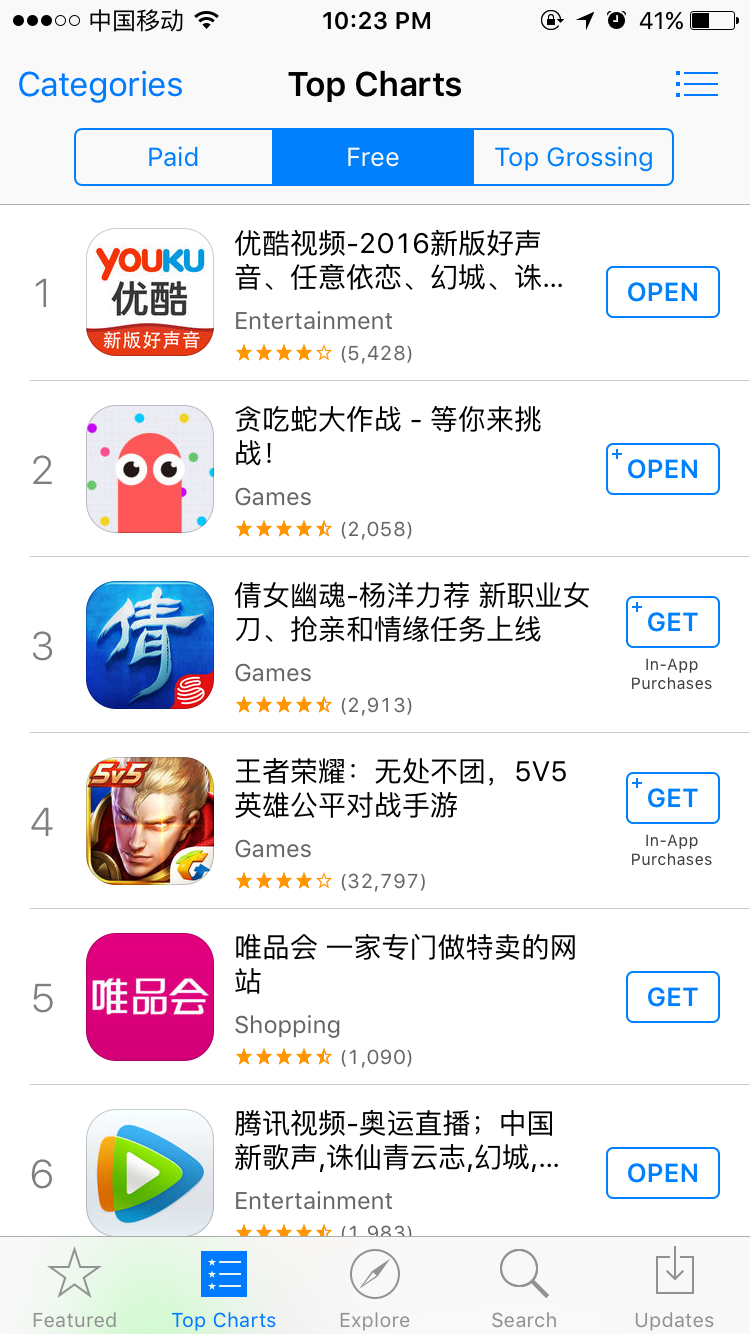 中国移动 10:23 PM 41%
Categories Top Charts
Paid Free Top Grossing
1
YOUKU
优酷
新版好声音
优酷视频-2016新版好声
音、任意依恋、幻城、诛...
Entertainment
(5,428)
OPEN
2
贪吃蛇大作战 - 等你来挑
战！
Games
(2,058)
+ OPEN
3
倩
倩女幽魂-杨洋力荐 新职业女
刀、抢亲和情缘任务上线
Games
(2,913)
+ GET
In-App
Purchases
4
5v5
王者荣耀：无处不团，5V5
英雄公平对战手游
Games
(32,797)
+ GET
In-App
Purchases
5
唯品会
唯品会 一家专门做特卖的网
站
Shopping
(1,090)
GET
6
腾讯视频-奥运直播；中国
新歌声,诛仙青云志,幻城,...
Entertainment
(1,983)
OPEN
Featured Top Charts Explore Search Updates